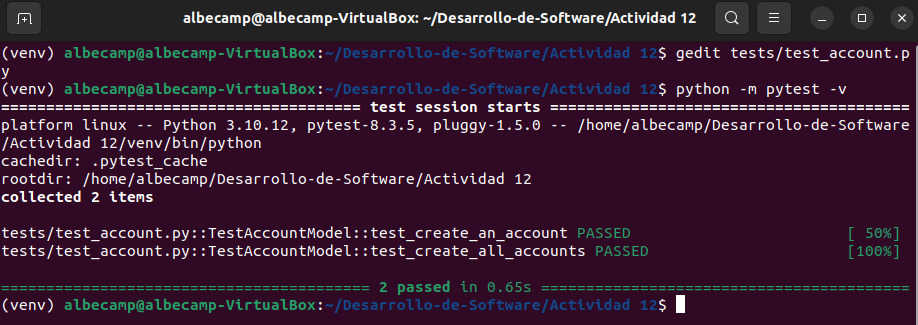 albecamp@albecamp-VirtualBox: ~/Desarrollo-de-Software/Actividad 12
(venv) albecamp@albecamp-VirtualBox:~/Desarrollo-de-Software/Actividad 12$ gedit tests/test_account.p
y
(venv) albecamp@albecamp-VirtualBox:~/Desarrollo-de-Software/Actividad 12$ python -m pytest -v
======================================== test session starts ========================================
platform linux -- Python 3.10.12, pytest-8.3.5, pluggy-1.5.0 -- /home/albecamp/Desarrollo-de-Software
/Actividad 12/venv/bin/python
cachedir: .pytest_cache
rootdir: /home/albecamp/Desarrollo-de-Software/Actividad 12
collected 2 items
tests/test_account.py::TestAccountModel::test_create_an_account PASSED [ 50%]
tests/test_account.py::TestAccountModel::test_create_all_accounts PASSED [100%]
========================================= 2 passed in 0.65s =========================================
(venv) albecamp@albecamp-VirtualBox:~/Desarrollo-de-Software/Actividad 12$